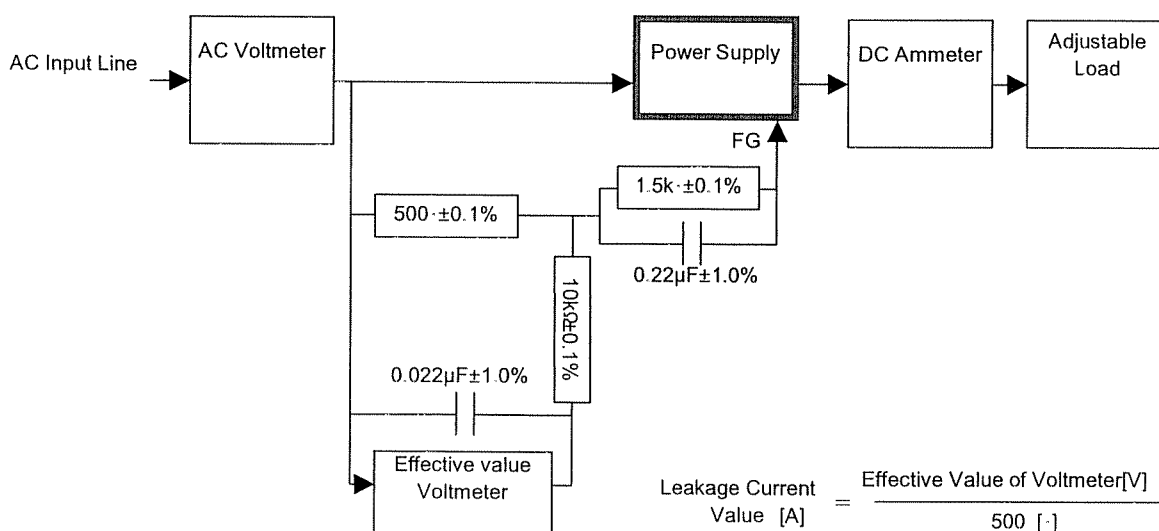 AC Input Line
AC Voltmeter
Power Supply
DC Ammeter
Adjustable
Load
FG
1.5k·±0.1%
500·±0.1%
0.22µF±1.0%
10kΩ±0.1%
0.022µF±1.0%
Effective value
Voltmeter
Leakage Current
Value [A]
=
Effective Value of Voltmeter[V]
500 [·]